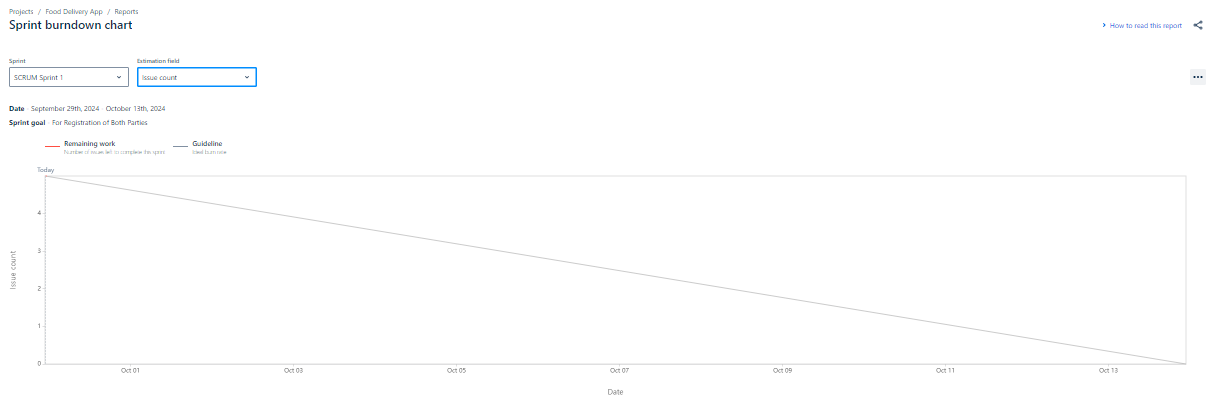 Projects / Food Delivery App / Reports
Sprint burndown chart
How to read this report
Sprint
Estimation field
SCRUM Sprint 1
Issue count
Date - September 29th, 2024 - October 13th, 2024
Sprint goal - For Registration of Both Parties
Remaining work
Number of issues left to complete this sprint
Guideline
Ideal burn rate
Today
4
3
2
1
0
Issue count
Oct 01
Oct 03
Oct 05
Oct 07
Oct 09
Oct 11
Oct 13
Date